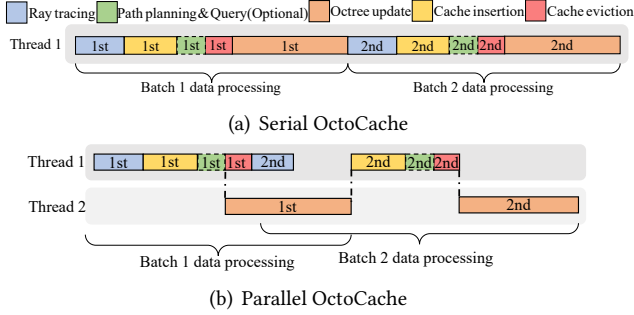 Ray tracing Path planning&Query(Optional) Octree update Cache insertion Cache eviction
Thread 1 1st 1st 1st 1st 1st 2nd 2nd 2nd 2nd 2nd
Batch 1 data processing Batch 2 data processing
(a) Serial OctoCache
Thread 1 1st 1st 1st 1st 2nd 2nd 2nd 2nd
Thread 2 1st 2nd
Batch 1 data processing Batch 2 data processing
(b) Parallel OctoCache